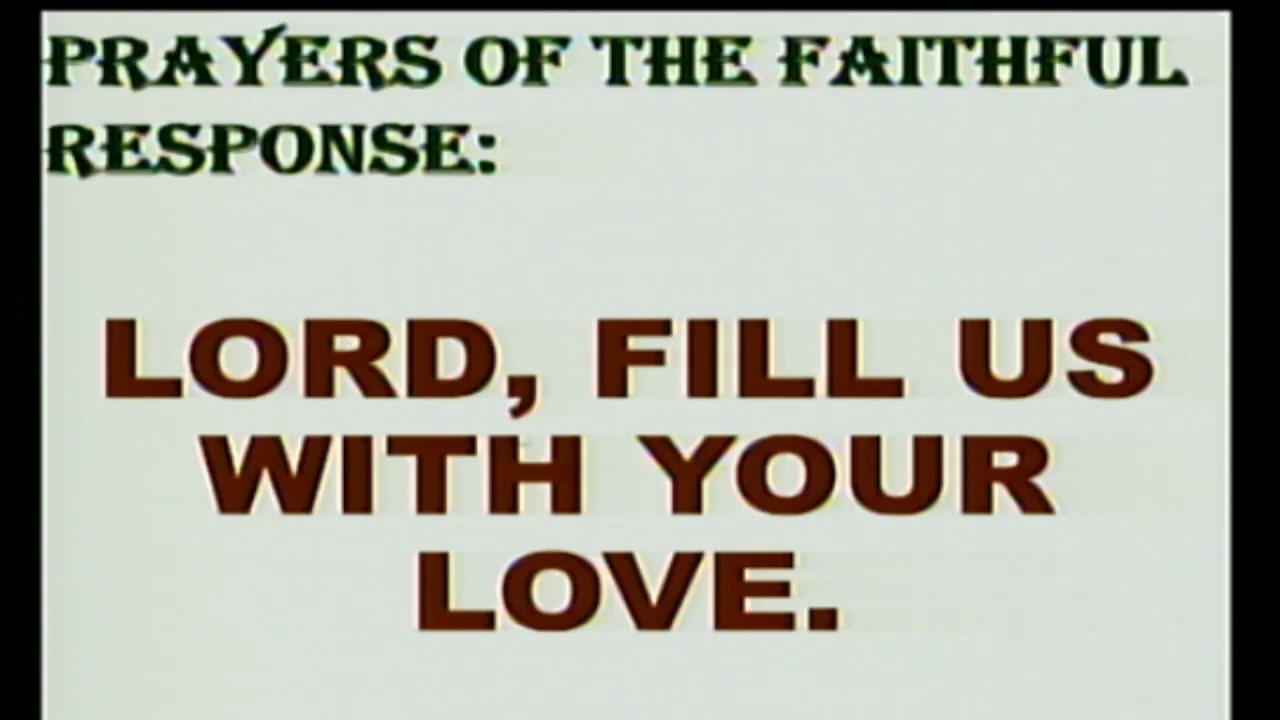 PRAYERS OF THE FAITHFUL
RESPONSE:
LORD, FILL US
WITH YOUR
LOVE.